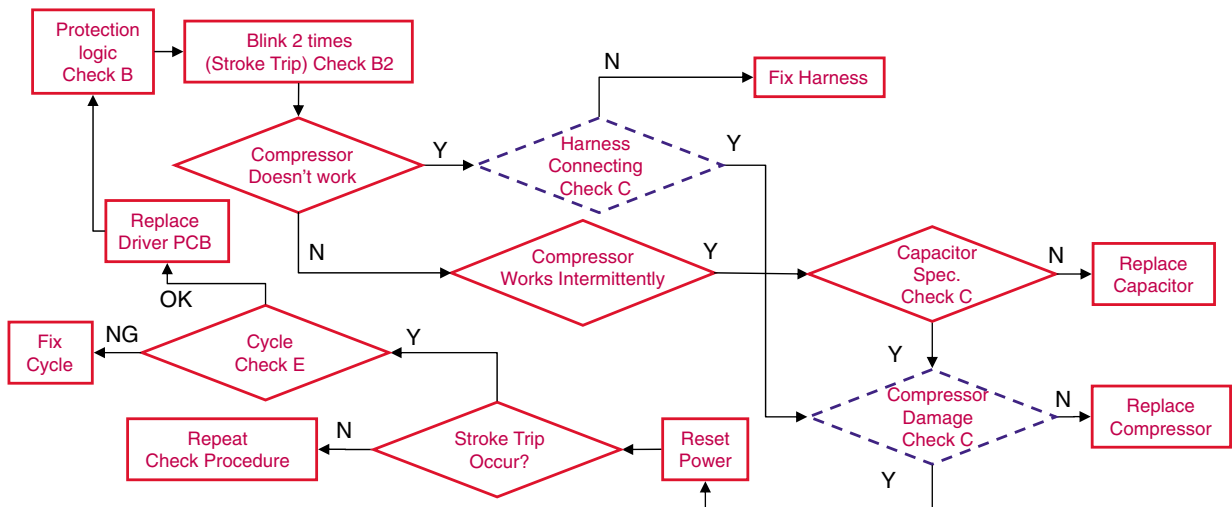 Protection
logic
Check B
Blink 2 times
(Stroke Trip) Check B2
N
Fix Harness
Compressor
Doesn't work
Y
Harness
Connecting
Check C
Y
Replace
Driver PCB
N
Compressor
Works Intermittently
Y
Capacitor
Spec.
Check C
N
Replace
Capacitor
OK
Fix
Cycle
NG
Cycle
Check E
Y
Y
Compressor
Damage
Check C
N
Replace
Compressor
Repeat
Check Procedure
N
Stroke Trip
Occur?
Reset
Power
Y